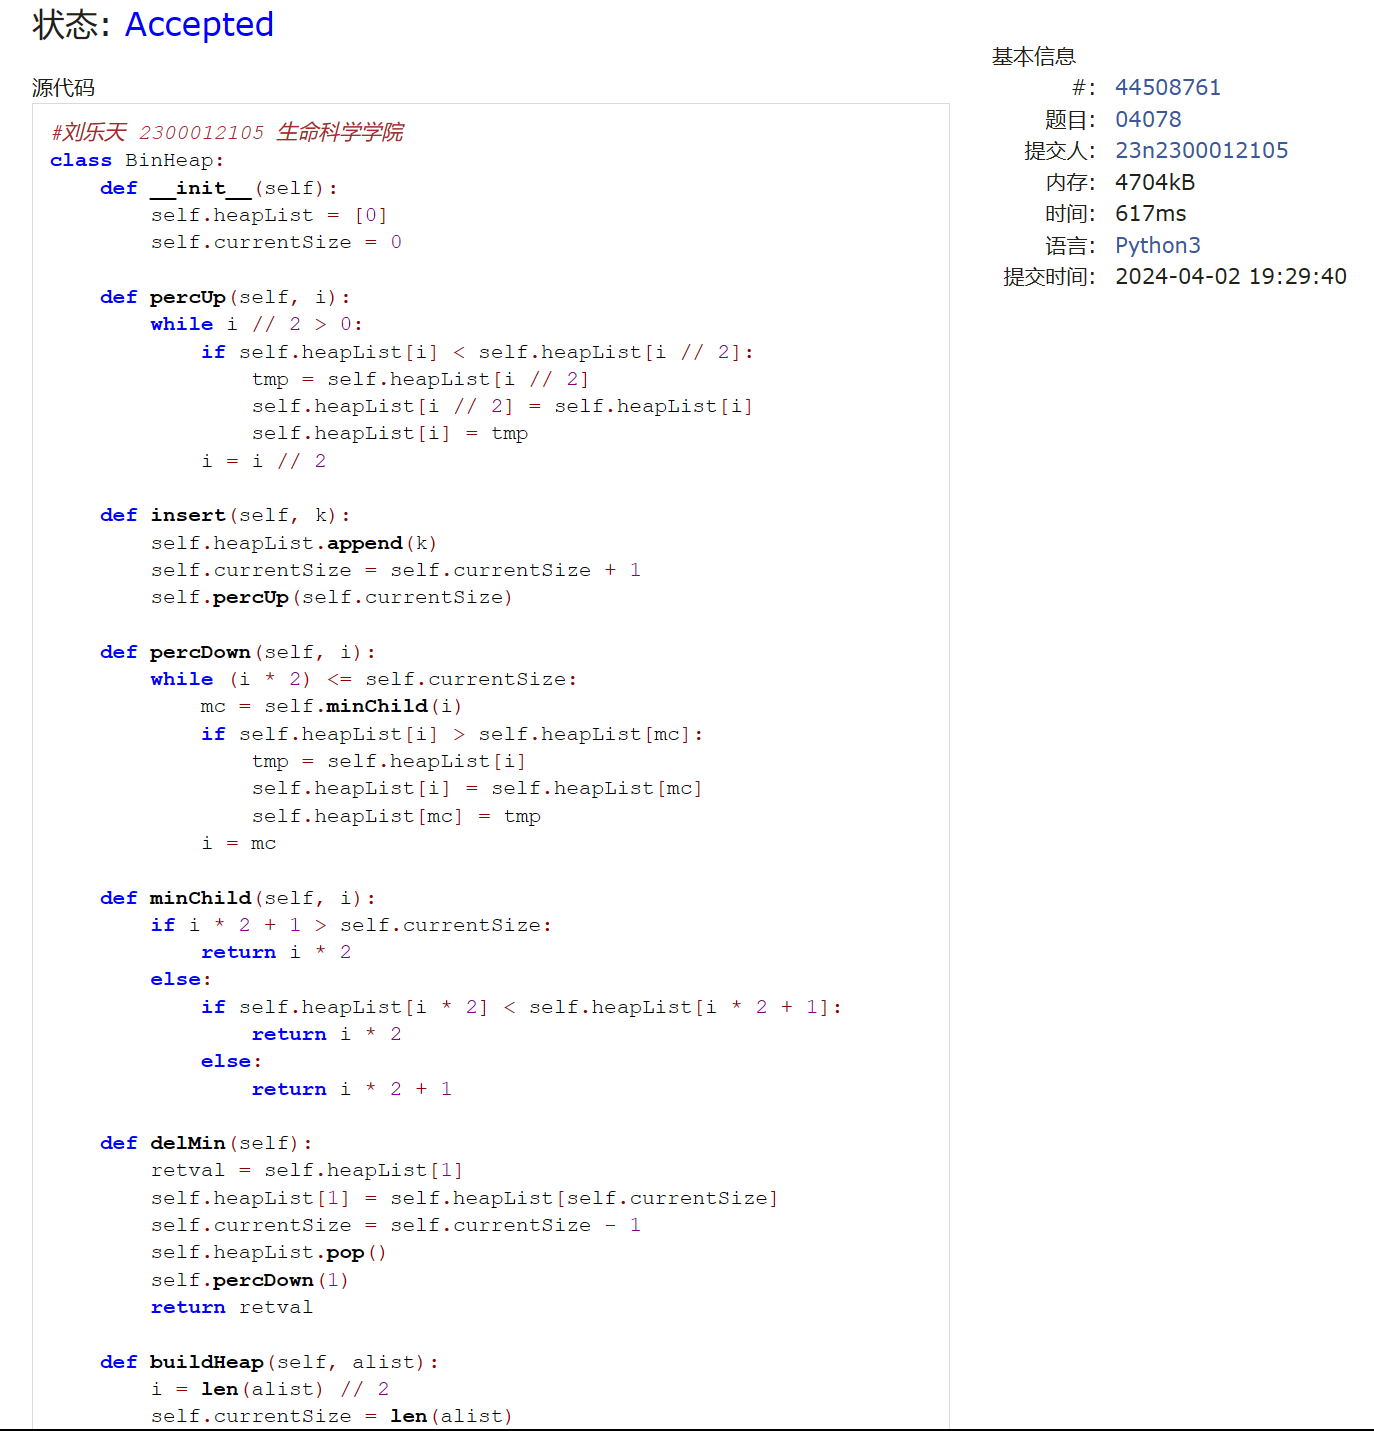 状态: Accepted
源代码
#刘乐天 2300012105 生命科学学院
class BinHeap:
    def __init__(self):
        self.heapList = [0]
        self.currentSize = 0

    def percUp(self, i):
        while i // 2 > 0:
            if self.heapList[i] < self.heapList[i // 2]:
                tmp = self.heapList[i // 2]
                self.heapList[i // 2] = self.heapList[i]
                self.heapList[i] = tmp
            i = i // 2

    def insert(self, k):
        self.heapList.append(k)
        self.currentSize = self.currentSize + 1
        self.percUp(self.currentSize)

    def percDown(self, i):
        while (i * 2) <= self.currentSize:
            mc = self.minChild(i)
            if self.heapList[i] > self.heapList[mc]:
                tmp = self.heapList[i]
                self.heapList[i] = self.heapList[mc]
                self.heapList[mc] = tmp
            i = mc

    def minChild(self, i):
        if i * 2 + 1 > self.currentSize:
            return i * 2
        else:
            if self.heapList[i * 2] < self.heapList[i * 2 + 1]:
                return i * 2
            else:
                return i * 2 + 1

    def delMin(self):
        retval = self.heapList[1]
        self.heapList[1] = self.heapList[self.currentSize]
        self.currentSize = self.currentSize - 1
        self.heapList.pop()
        self.percDown(1)
        return retval

    def buildHeap(self, alist):
        i = len(alist) // 2
        self.currentSize = len(alist)
基本信息
#: 44508761
题目: 04078
提交人: 23n2300012105
内存: 4704kB
时间: 617ms
语言: Python3
提交时间: 2024-04-02 19:29:40